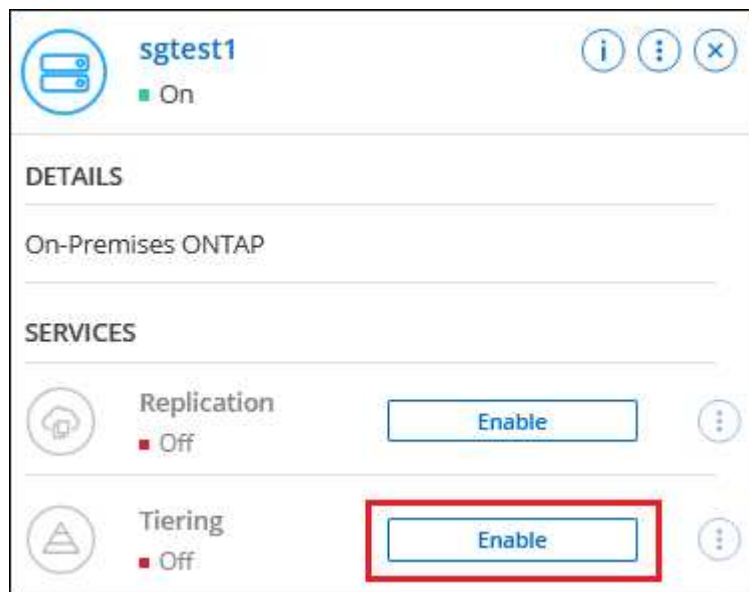 sgtest1
On
DETAILS
On-Premises ONTAP
SERVICES
Replication
Off
Enable
Tiering
Off
Enable